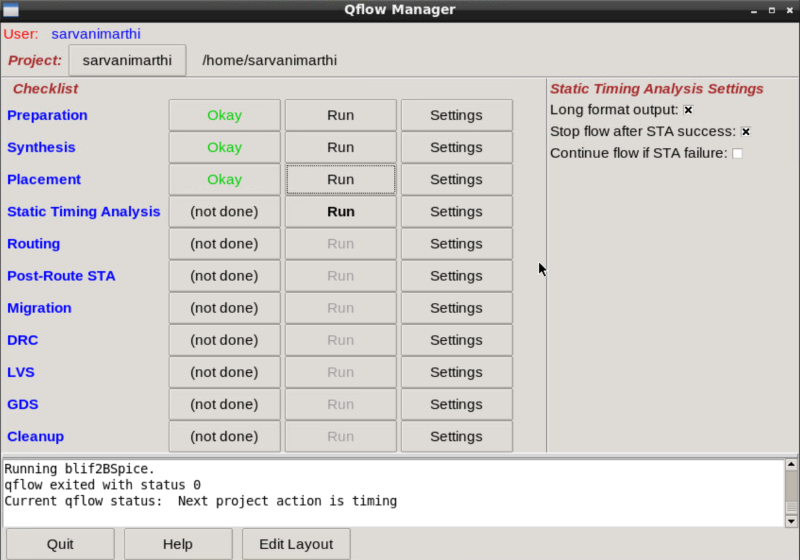 Qflow Manager
User: sarvanimarthi
Project: sarvanimarthi /home/sarvanimarthi
Checklist
Preparation Okay Run Settings
Synthesis Okay Run Settings
Placement Okay Run Settings
Static Timing Analysis (not done) Run Settings
Routing (not done) Run Settings
Post-Route STA (not done) Run Settings
Migration (not done) Run Settings
DRC (not done) Run Settings
LVS (not done) Run Settings
GDS (not done) Run Settings
Cleanup (not done) Run Settings
Static Timing Analysis Settings
Long format output:
Stop flow after STA success:
Continue flow if STA failure:
Running blif2BSpice.
qflow exited with status 0
Current qflow status:  Next project action is timing
Quit Help Edit Layout